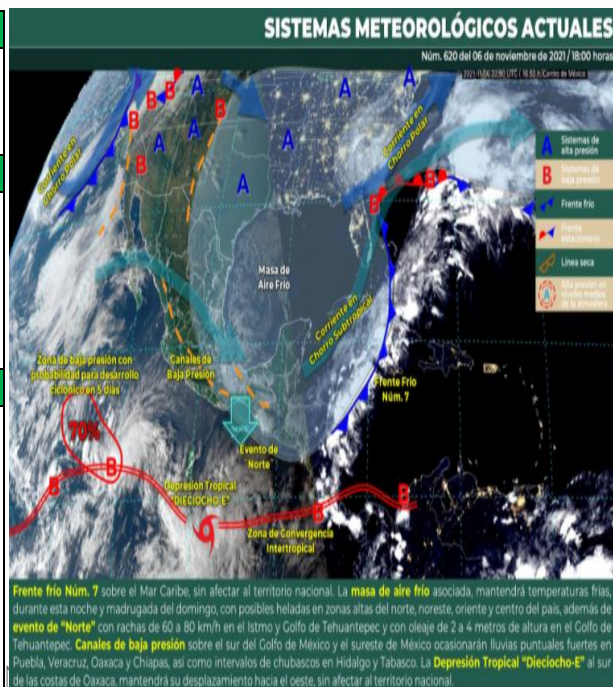 SISTEMAS METEOROLÓGICOS ACTUALES
Núm. 620 del 06 de noviembre de 2021 / 18:00 horas
A
A
B
B
B
B
A
A
A
A
B
Corriente en
Chorro Polar
Corriente en
Chorro Polar
A
B
B
B
A Sistemas de
alta presión
B Sistemas de
baja presión
Frente frío
Frente
estacionario
Línea seca
A Alta presión en
niveles medios
de la atmósfera
Masa de
Aire Frío
Corriente en
Chorro Subtropical
Zona de baja presión con
probabilidad para desarrollo
ciclónico en 5 días
Canales de
Baja Presión
Frente Frío
Núm. 7
70%
Evento de
Norte
B
B
Depresión Tropical
"DIECIOCHO-E"
B
B
Zona de Convergencia
Intertropical
Frente frío Núm. 7 sobre el Mar Caribe, sin afectar al territorio nacional. La masa de aire frío asociada, mantendrá temperaturas frías,
durante esta noche y madrugada del domingo, con posibles heladas en zonas altas del norte, noreste, oriente y centro del país, además de
evento de "Norte" con rachas de 60 a 80 km/h en el Istmo y Golfo de Tehuantepec y con oleaje de 2 a 4 metros de altura en el Golfo de
Tehuantepec. Canales de baja presión sobre el sur del Golfo de México y el sureste de México ocasionarán lluvias puntuales fuertes en
Puebla, Veracruz, Oaxaca y Chiapas, así como intervalos de chubascos en Hidalgo y Tabasco. La Depresión Tropical "Dieciocho-E" al sur
de las costas de Oaxaca, mantendrá su desplazamiento hacia el oeste, sin afectar al territorio nacional.